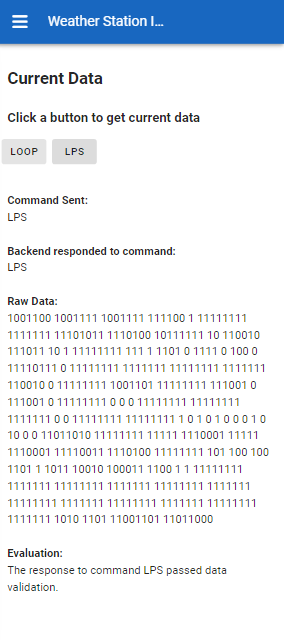 Weather Station I...
Current Data
Click a button to get current data
LOOP LPS
Command Sent:
LPS
Backend responded to command:
LPS
Raw Data:
1001100 1001111 1001111 111100 1 11111111
1111111 11101011 1110100 10111111 10 110010
111011 10 1 11111111 111 1 1101 0 1111 0 100 0
11110111 0 11111111 1111111 11111111 1111111
110010 0 11111111 1001101 11111111 111001 0
111001 0 11111111 0 0 0 11111111 11111111
1111111 0 0 11111111 11111111 1 0 1 0 1 0 0 0 1 0
10 0 0 11011010 11111111 11111 1110001 11111
1110001 11110011 1110100 11111111 101 100 100
1101 1 1011 10010 100011 1100 1 1 11111111
1111111 11111111 1111111 11111111 1111111
11111111 1111111 11111111 1111111 11111111
1111111 1010 1101 11001101 11011000
Evaluation:
The response to command LPS passed data
validation.